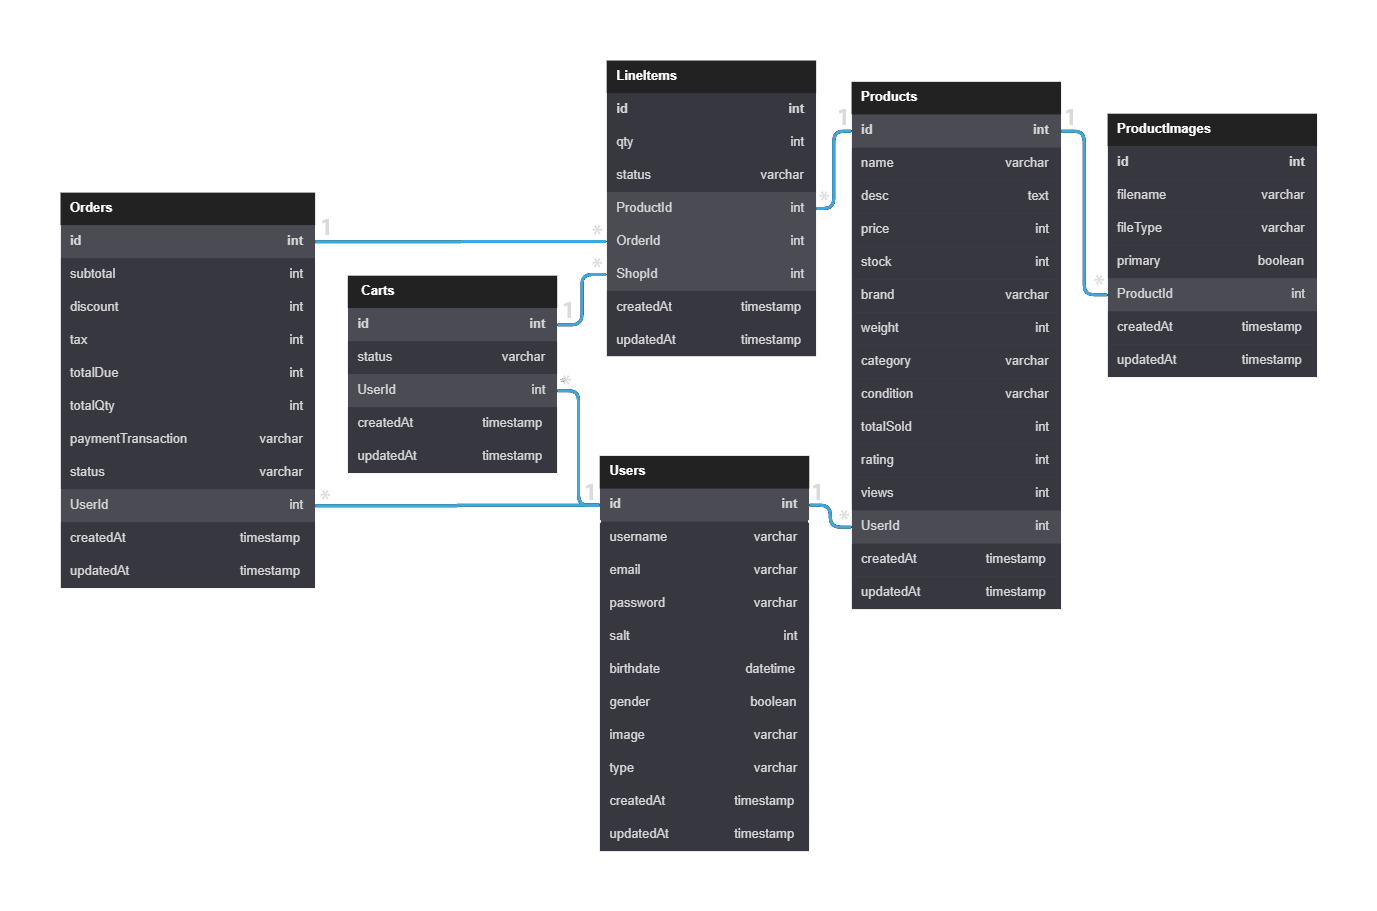 LineItems
id int
qty int
status varchar
ProductId int
OrderId int
ShopId int
createdAt timestamp
updatedAt timestamp
1
*
*
*
Products
id int
name varchar
desc text
price int
stock int
brand varchar
weight int
category varchar
condition varchar
totalSold int
rating int
views int
UserId int
createdAt timestamp
updatedAt timestamp
1
*
1
*
ProductImages
id int
filename varchar
fileType varchar
primary boolean
ProductId int
createdAt timestamp
updatedAt timestamp
Orders
id int
subtotal int
discount int
tax int
totalDue int
totalQty int
paymentTransaction varchar
status varchar
UserId int
createdAt timestamp
updatedAt timestamp
1
*
Carts
id int
status varchar
UserId int
createdAt timestamp
updatedAt timestamp
1
*
Users
id int
username varchar
email varchar
password varchar
salt int
birthdate datetime
gender boolean
image varchar
type varchar
createdAt timestamp
updatedAt timestamp
1
1